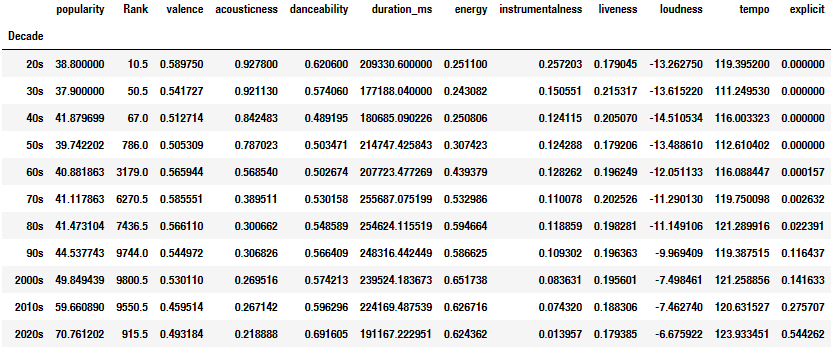 popularity Rank valence acousticness danceability duration_ms energy instrumentalness liveness loudness tempo explicit
Decade
20s 38.800000 10.5 0.589750 0.927800 0.620600 209330.600000 0.251100 0.257203 0.179045 -13.262750 119.395200 0.000000
30s 37.900000 50.5 0.541727 0.921130 0.574060 177188.040000 0.243082 0.150551 0.215317 -13.615220 111.249530 0.000000
40s 41.879699 67.0 0.512714 0.842483 0.489195 180685.090226 0.250806 0.124115 0.205070 -14.510534 116.003323 0.000000
50s 39.742202 786.0 0.505309 0.787023 0.503471 214747.425843 0.307423 0.124288 0.179206 -13.488610 112.610402 0.000000
60s 40.881863 3179.0 0.565944 0.568540 0.502674 207723.477269 0.439379 0.128262 0.196249 -12.051133 116.088447 0.000157
70s 41.117863 6270.5 0.585551 0.389511 0.530158 255687.075199 0.532986 0.110078 0.202526 -11.290130 119.750098 0.002632
80s 41.473104 7436.5 0.566110 0.300662 0.548589 254624.115519 0.594664 0.118859 0.198281 -11.149106 121.289916 0.022391
90s 44.537743 9744.0 0.544972 0.306826 0.566409 248316.442449 0.586625 0.109302 0.196363 -9.969409 119.387515 0.116437
2000s 49.849439 9800.5 0.530110 0.269516 0.574213 239524.183673 0.651738 0.083631 0.195601 -7.498461 121.258856 0.141633
2010s 59.660890 9550.5 0.459514 0.267142 0.596296 224169.487539 0.626716 0.074320 0.188306 -7.462740 120.631527 0.275707
2020s 70.761202 915.5 0.493184 0.218888 0.691605 191167.222951 0.624362 0.013957 0.179385 -6.675922 123.933451 0.544262